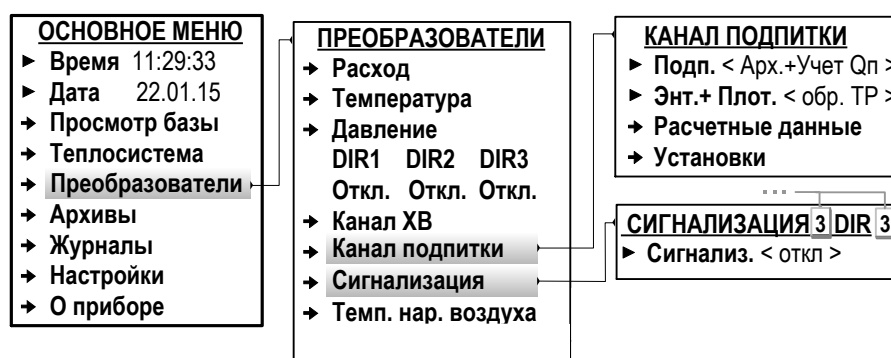 ОСНОВНОЕ МЕНЮ
► Время 11:29:33
► Дата 22.01.15
→ Просмотр базы
→ Теплосистема
→ Преобразователи
→ Архивы
→ Журналы
→ Настройки
→ О приборе
ПРЕОБРАЗОВАТЕЛИ
→ Расход
→ Температура
→ Давление
DIR1 DIR2 DIR3
Откл. Откл. Откл.
→ Канал ХВ
→ Канал подпитки
→ Сигнализация
→ Темп. нар. воздуха
КАНАЛ ПОДПИТКИ
► Подп. < Арх.+Учет Qп >
► Энт.+ Плот. < обр. ТР >
→ Расчетные данные
→ Установки
...
СИГНАЛИЗАЦИЯ 3 DIR 3
► Сигнализ. < откл >